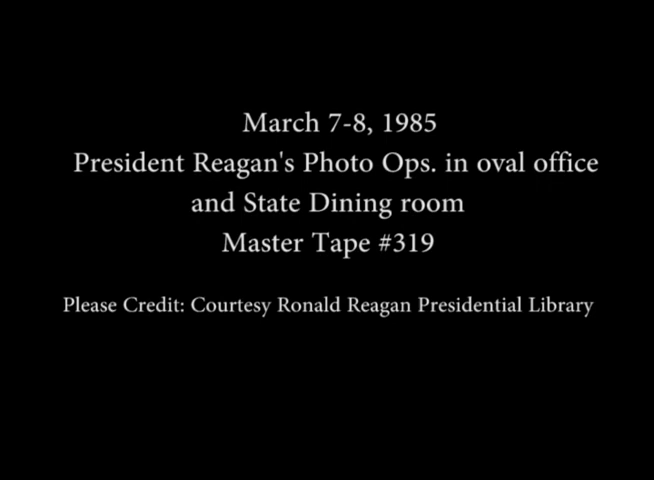 March 7-8, 1985
President Reagan's Photo Ops. in oval office
and State Dining room
Master Tape #319
Please Credit: Courtesy Ronald Reagan Presidential Library